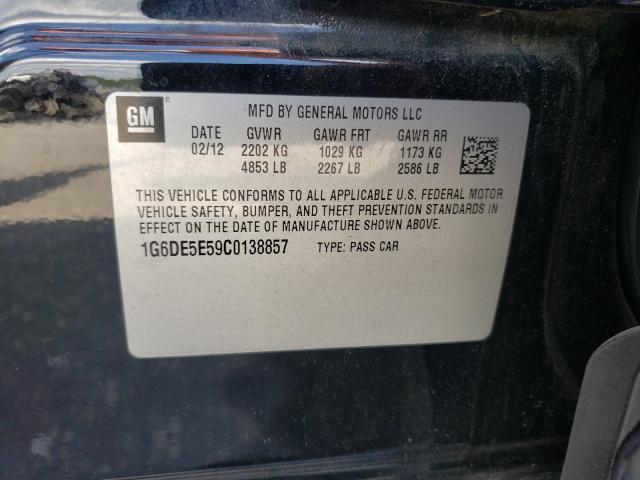 GM
MFD BY GENERAL MOTORS LLC
DATE GVWR GAWR FRT GAWR RR
02/12 2202 KG 1029 KG 1173 KG
4853 LB 2267 LB 2586 LB
THIS VEHICLE CONFORMS TO ALL APPLICABLE U.S. FEDERAL MOTOR
VEHICLE SAFETY, BUMPER, AND THEFT PREVENTION STANDARDS IN
EFFECT ON THE DATE OF MANUFACTURE SHOWN ABOVE.
1G6DE5E59C0138857 TYPE: PASS CAR